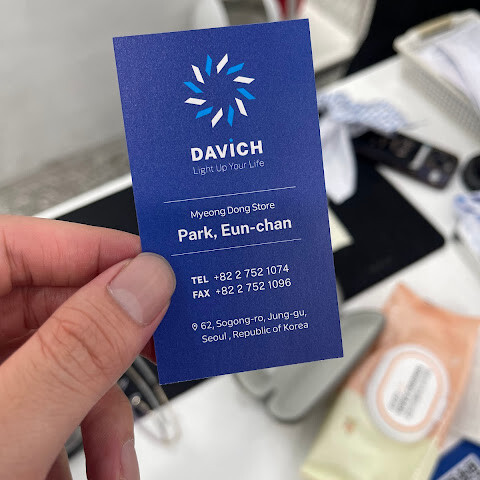 DAVICH
Light Up Your Life
Myeong Dong Store
Park, Eun-chan
TEL +82 2 752 1074
FAX +82 2 752 1096
62, Sogong-ro, Jung-gu,
Seoul , Republic of Korea